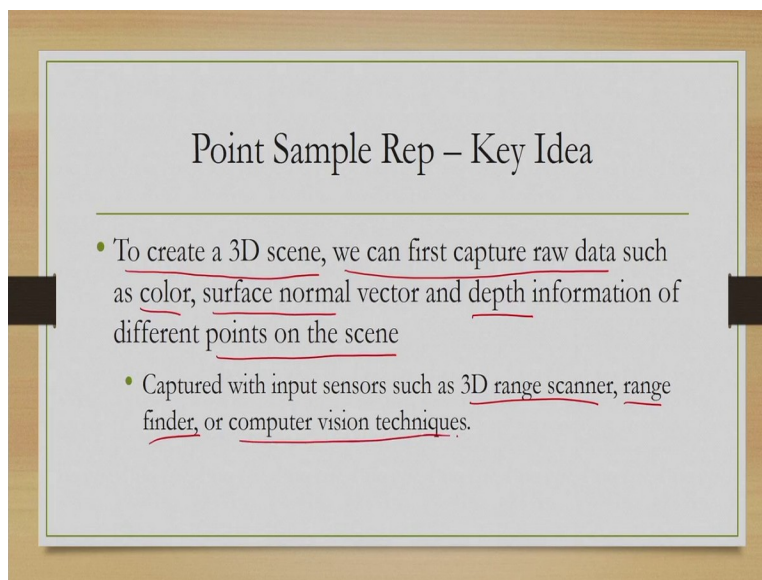 Point Sample Rep – Key Idea
• To create a 3D scene, we can first capture raw data such
as color, surface normal vector and depth information of
different points on the scene
• Captured with input sensors such as 3D range scanner, range
finder, or computer vision techniques.